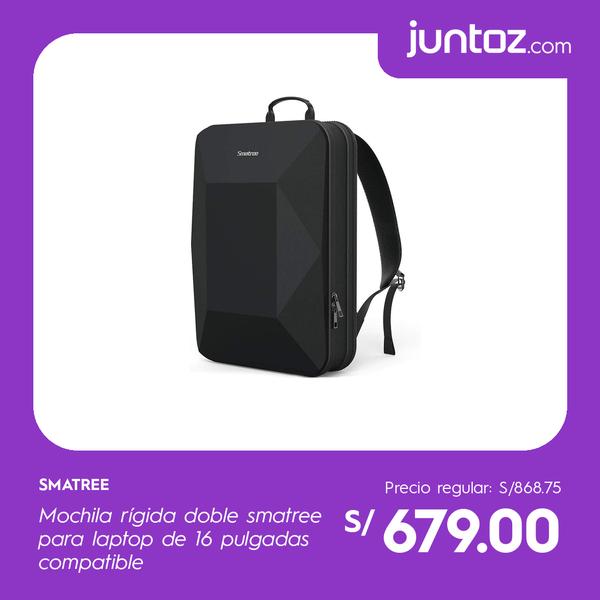 juntoz.com
Smatree
SMATREE
Mochila rígida doble smatree
para laptop de 16 pulgadas
compatible
Precio regular: S/868.75
S/ 679.00